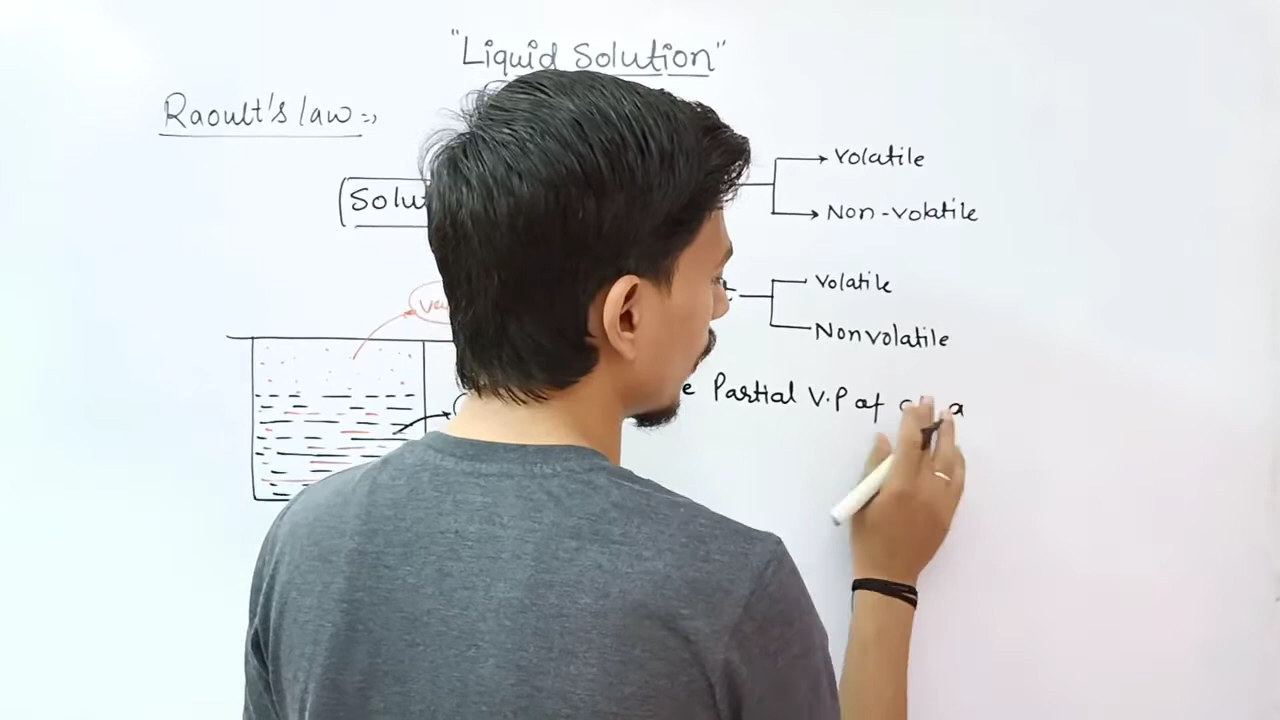 "Liquid Solution"
Raoult's law
Volatile
Solu
Non-volatile
Volatile
Nonvolatile
Partial V.P of